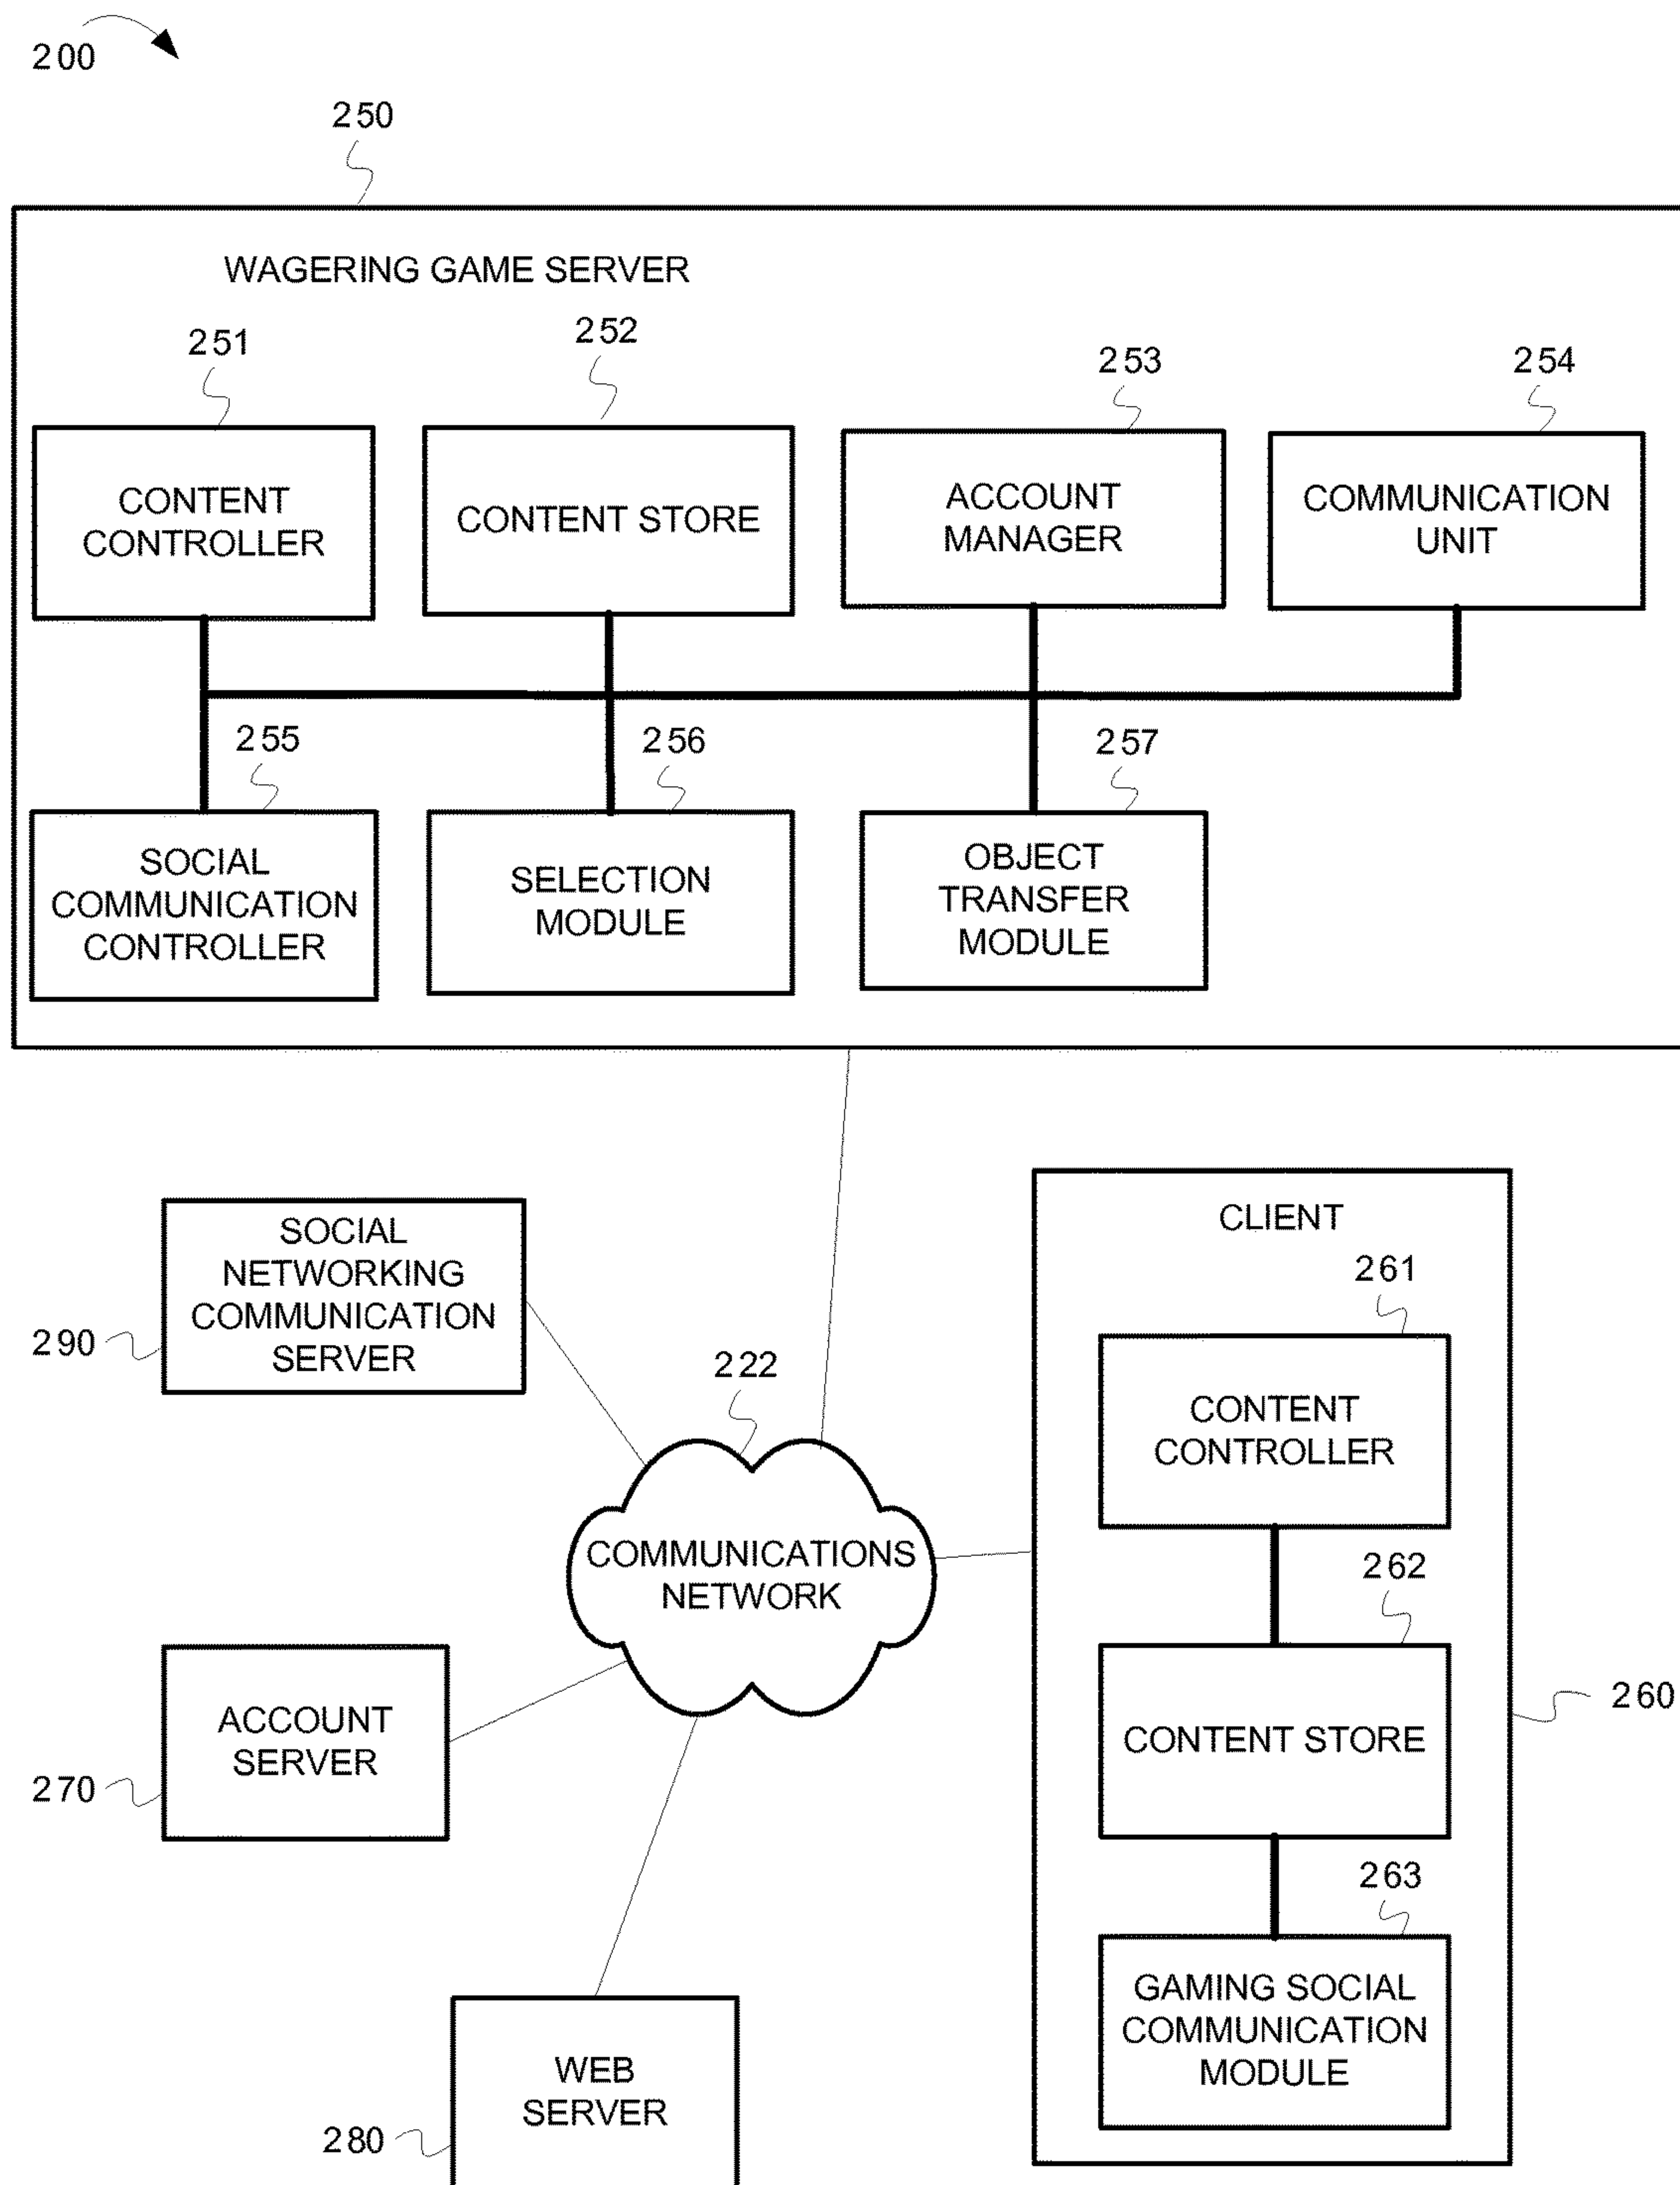 200
250
WAGERING GAME SERVER
251
252
253
254
CONTENT
CONTROLLER
CONTENT STORE
ACCOUNT
MANAGER
COMMUNICATION
UNIT
255
256
257
SOCIAL
COMMUNICATION
CONTROLLER
SELECTION
MODULE
OBJECT
TRANSFER
MODULE
SOCIAL
NETWORKING
COMMUNICATION
SERVER
290
222
COMMUNICATIONS
NETWORK
CLIENT
261
CONTENT
CONTROLLER
262
CONTENT STORE
260
263
GAMING SOCIAL
COMMUNICATION
MODULE
ACCOUNT
SERVER
270
WEB
SERVER
280